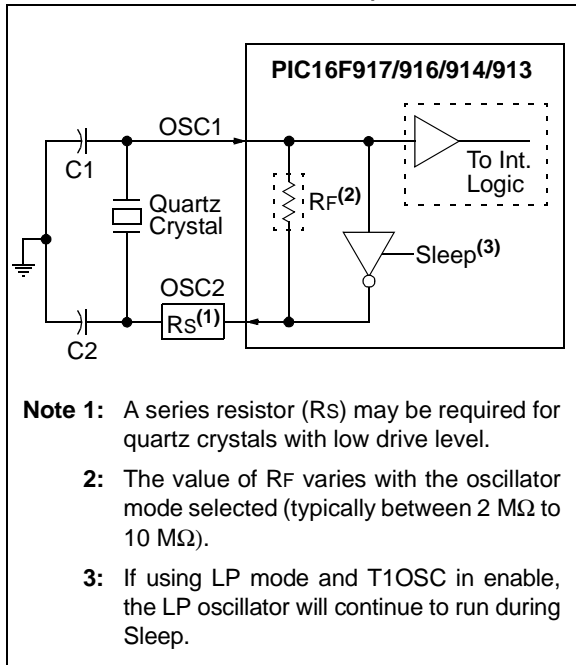 PIC16F917/916/914/913
OSC1
C1
To Int.
Logic
Quartz
Crystal
RF(2)
Sleep(3)
OSC2
RS(1)
C2
Note 1: A series resistor (RS) may be required for
quartz crystals with low drive level.
2: The value of RF varies with the oscillator
mode selected (typically between 2 MΩ to
10 MΩ).
3: If using LP mode and T1OSC in enable,
the LP oscillator will continue to run during
Sleep.